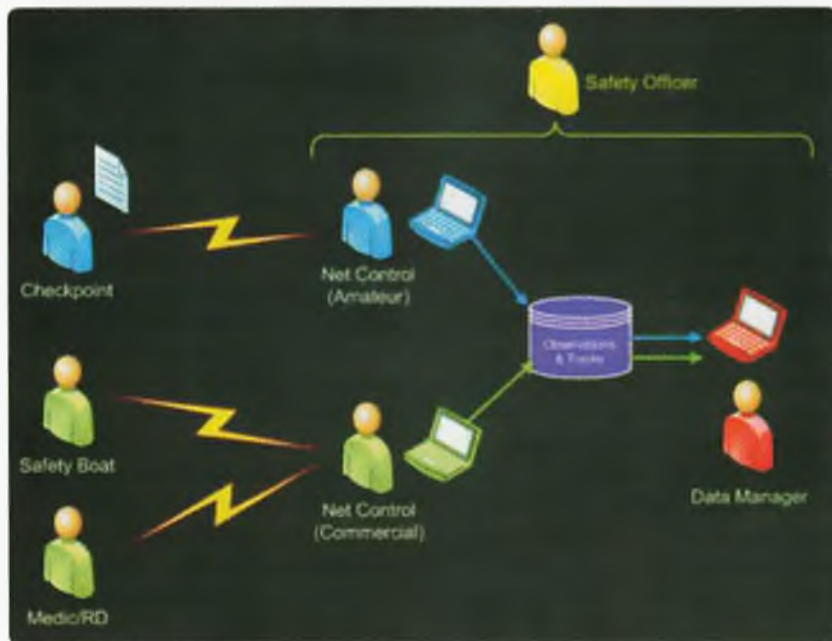 Safety Officer
Checkpoint
Net Control
(Amateur)
Observations
& Tracks
Safety Boat
Net Control
(Commercial)
Data Manager
Medic/RD